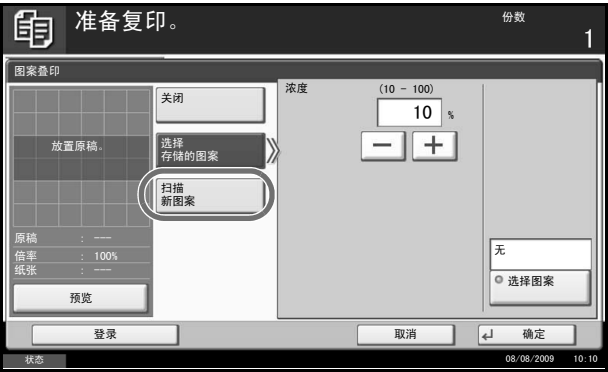 准备复印。
份数
1
图案叠印
放置原稿。
原稿 : ---
倍率 : 100%
纸张 : ---
预览
关闭
选择
存储的图案
扫描
新图案
浓度
(10 - 100)
10 %
无
选择图案
登录
取消
确定
状态
08/08/2009 10:10